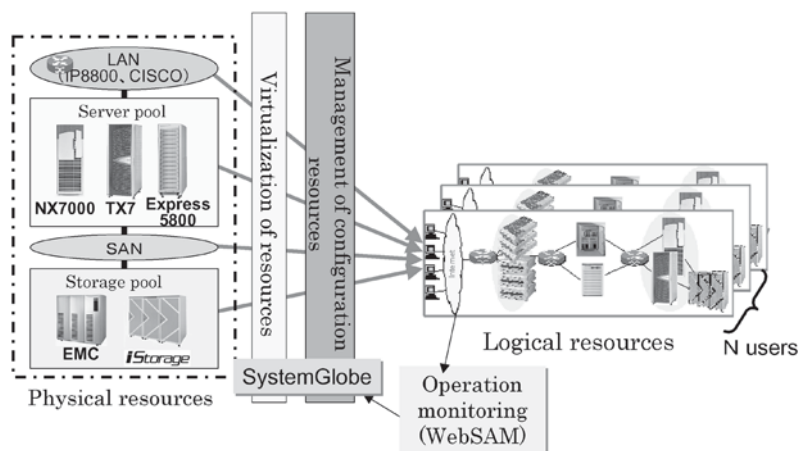 LAN
(iP8800、CISCO)
Server pool
NX7000
TX7
Express
5800
SAN
Storage pool
EMC
iStorage
Physical resources
Virtualization of resources
Management of configuration
resources
SystemGlobe
Operation
monitoring
(WebSAM)
Internet
Logical resources
N users